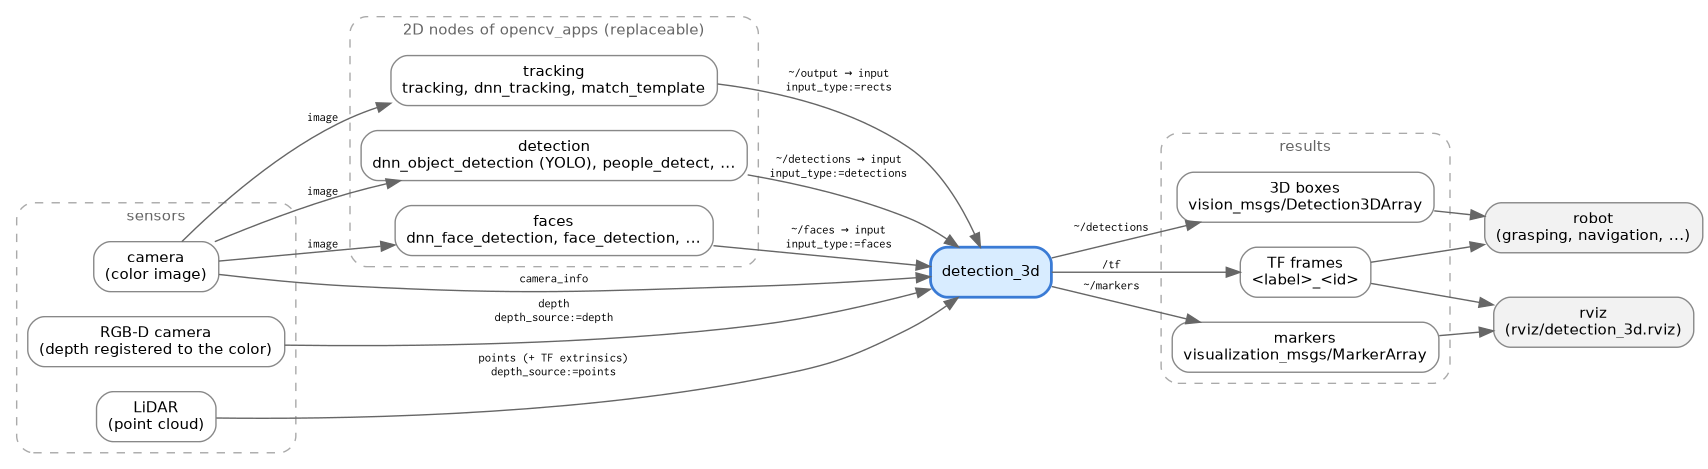 2D nodes of opencv_apps (replaceable)
tracking
tracking, dnn_tracking, match_template
detection
dnn_object_detection (YOLO), people_detect, ...
faces
dnn_face_detection, face_detection, ...
sensors
camera
(color image)
RGB-D camera
(depth registered to the color)
LiDAR
(point cloud)
image
image
image
camera_info
depth
depth_source:=depth
points (+ TF extrinsics)
depth_source:=points
~/output → input
input_type:=rects
~/detections → input
input_type:=detections
~/faces → input
input_type:=faces
detection_3d
~/detections
/tf
~/markers
results
3D boxes
vision_msgs/Detection3DArray
TF frames
<label>_<id>
markers
visualization_msgs/MarkerArray
robot
(grasping, navigation, ...)
rviz
(rviz/detection_3d.rviz)